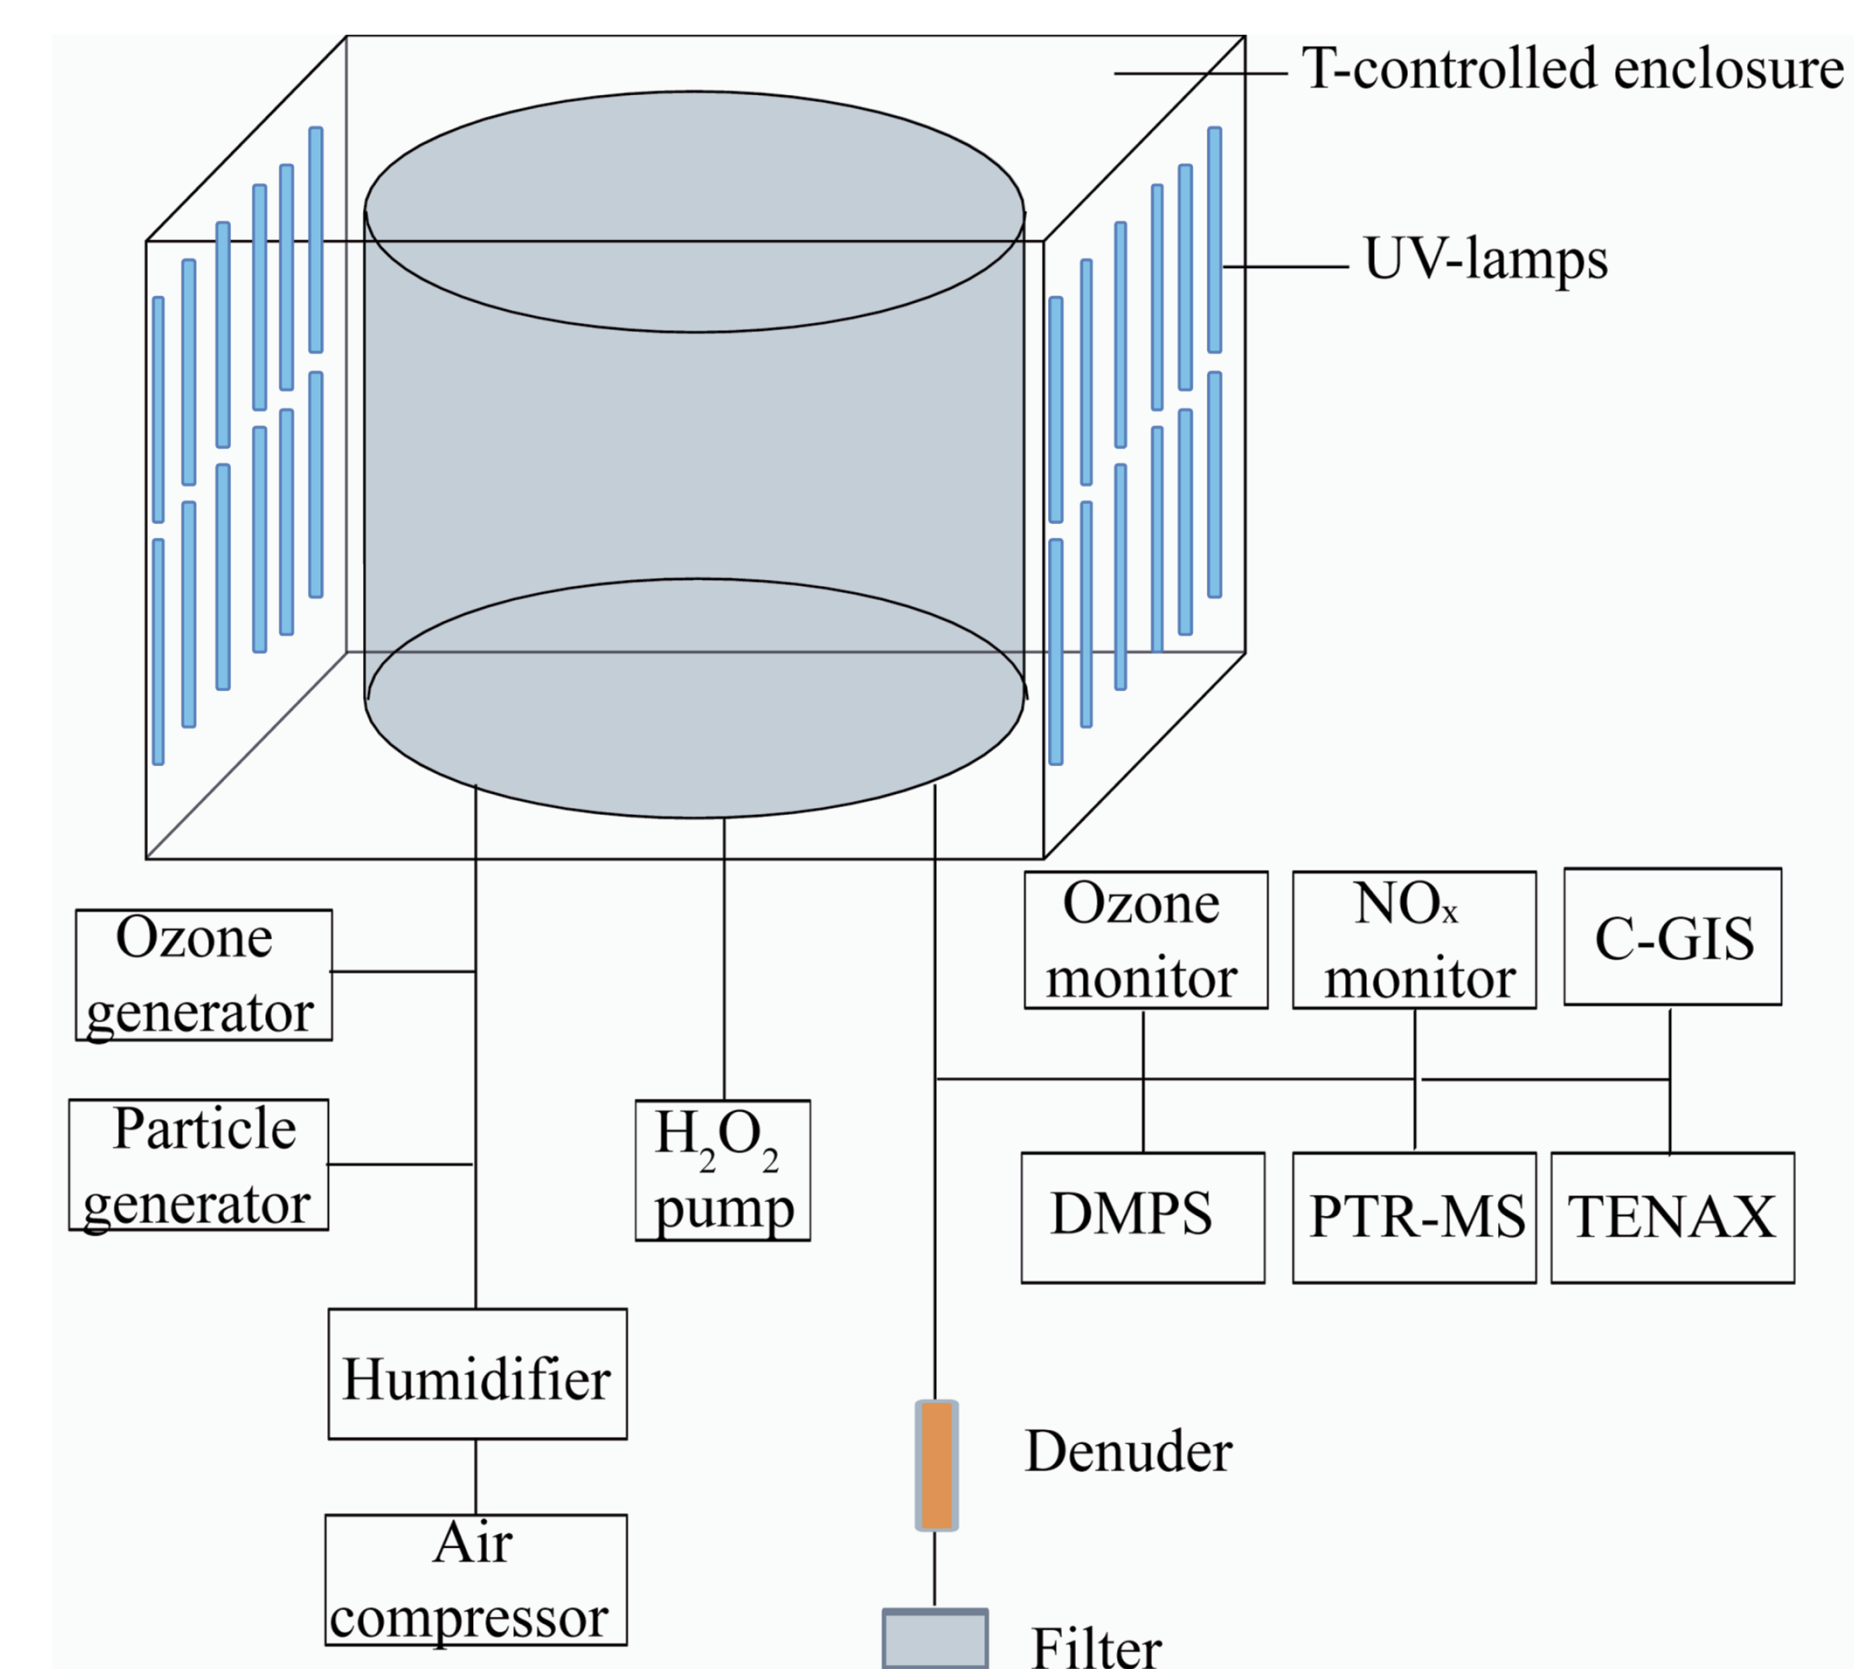 T-controlled enclosure
UV-lamps
Ozone
generator
Particle
generator
H₂O₂
pump
Ozone
monitor
NOₓ
monitor
C-GIS
DMPS
PTR-MS
TENAX
Humidifier
Air
compressor
Denuder
Filter